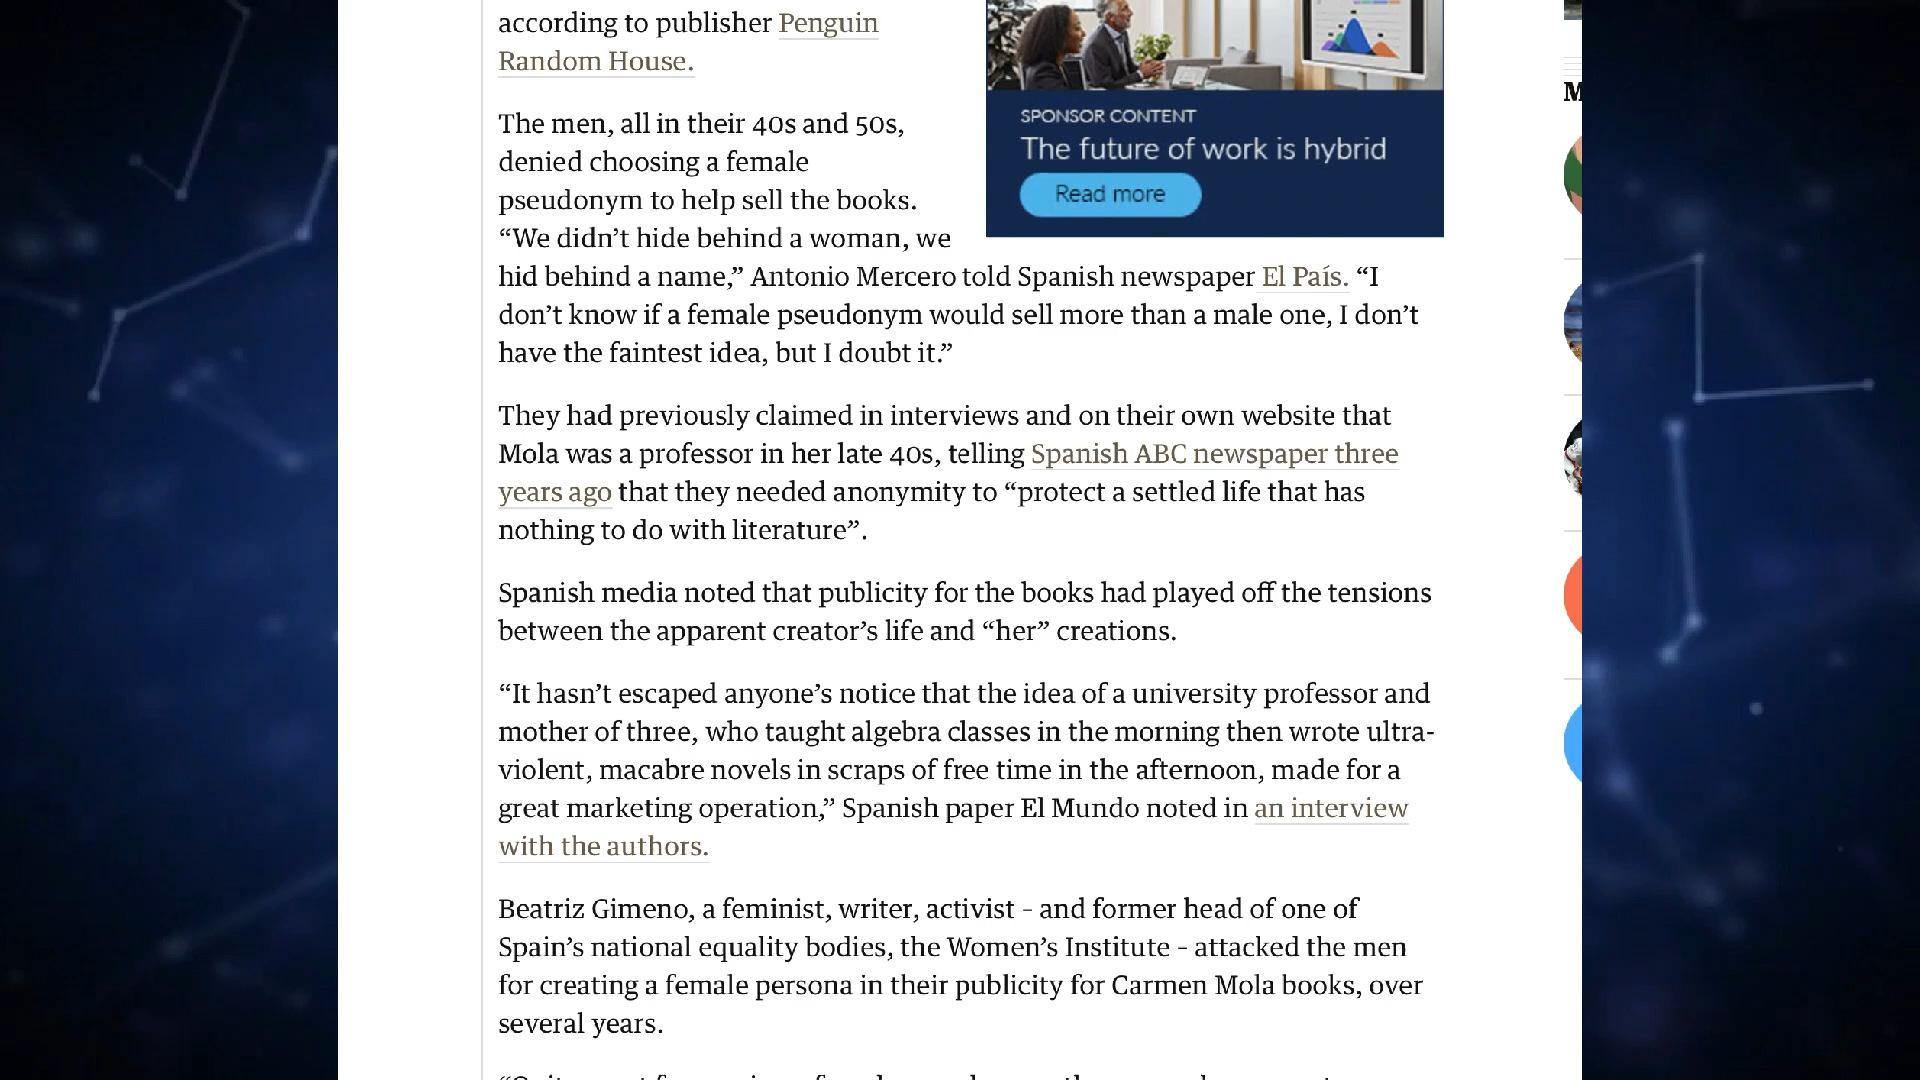 according to publisher Penguin
Random House.
The men, all in their 40s and 50s,
denied choosing a female
pseudonym to help sell the books.
“We didn’t hide behind a woman, we
hid behind a name,” Antonio Mercero told Spanish newspaper El País. “I
don’t know if a female pseudonym would sell more than a male one, I don’t
have the faintest idea, but I doubt it.”
They had previously claimed in interviews and on their own website that
Mola was a professor in her late 40s, telling Spanish ABC newspaper three
years ago that they needed anonymity to “protect a settled life that has
nothing to do with literature”.
Spanish media noted that publicity for the books had played off the tensions
between the apparent creator’s life and “her” creations.
“It hasn’t escaped anyone’s notice that the idea of a university professor and
mother of three, who taught algebra classes in the morning then wrote ultra-
violent, macabre novels in scraps of free time in the afternoon, made for a
great marketing operation,” Spanish paper El Mundo noted in an interview
with the authors.
Beatriz Gimeno, a feminist, writer, activist – and former head of one of
Spain’s national equality bodies, the Women’s Institute – attacked the men
for creating a female persona in their publicity for Carmen Mola books, over
several years.
SPONSOR CONTENT
The future of work is hybrid
Read more
M